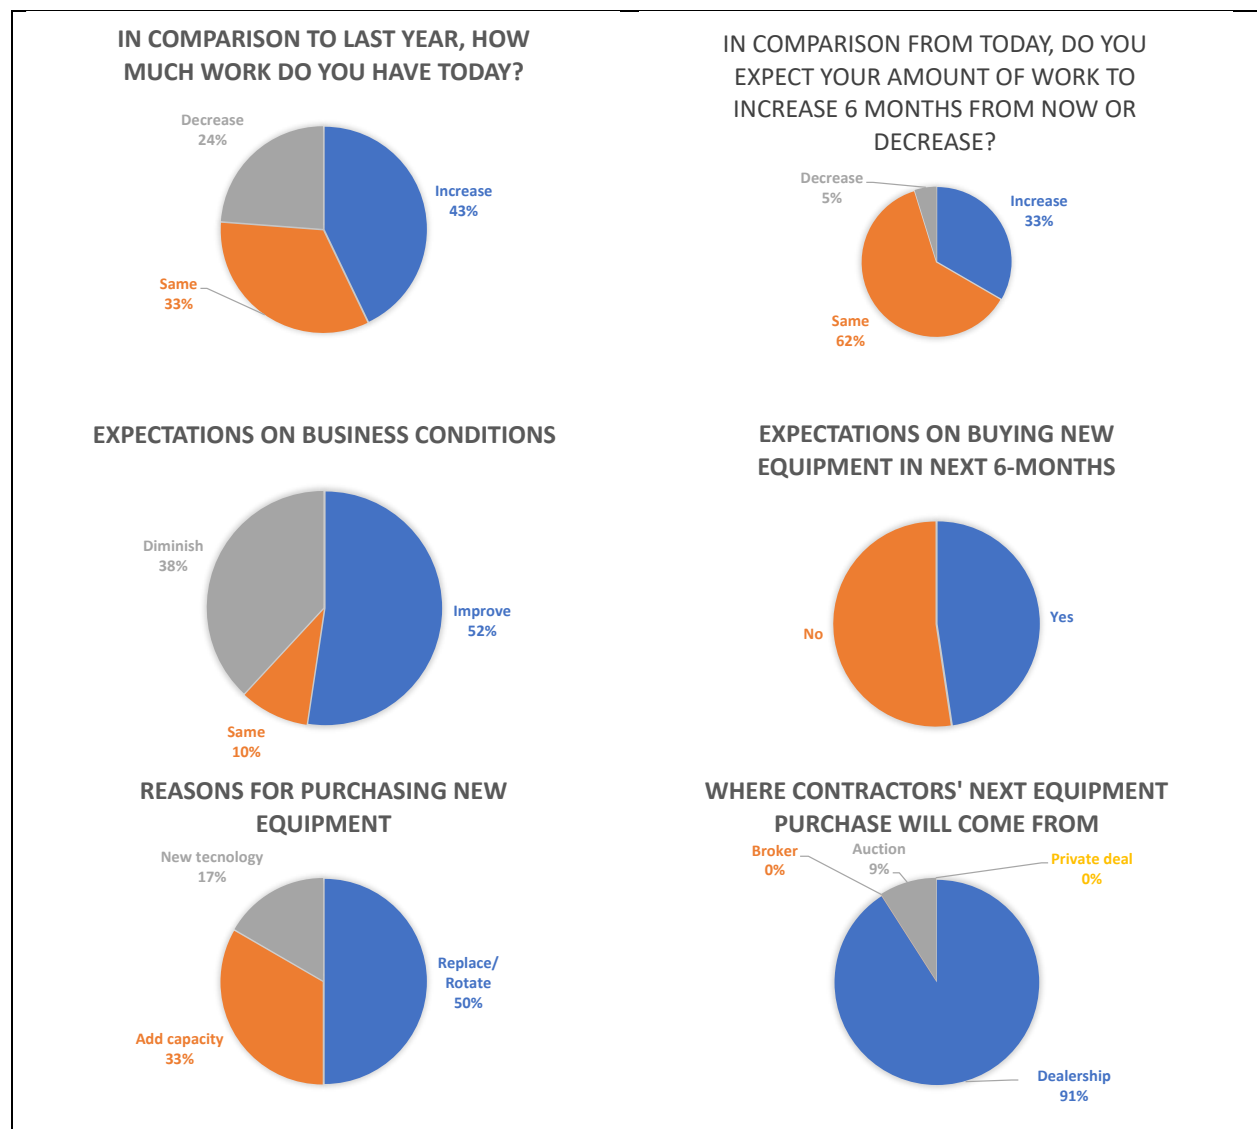 IN COMPARISON TO LAST YEAR, HOW
MUCH WORK DO YOU HAVE TODAY?
Decrease
24%
Increase
43%
Same
33%
IN COMPARISON FROM TODAY, DO YOU
EXPECT YOUR AMOUNT OF WORK TO
INCREASE 6 MONTHS FROM NOW OR
DECREASE?
Decrease
5%
Increase
33%
Same
62%
EXPECTATIONS ON BUSINESS CONDITIONS
Diminish
38%
Improve
52%
Same
10%
EXPECTATIONS ON BUYING NEW
EQUIPMENT IN NEXT 6-MONTHS
No
Yes
REASONS FOR PURCHASING NEW
EQUIPMENT
New tecnology
17%
Replace/
Rotate
50%
Add capacity
33%
WHERE CONTRACTORS' NEXT EQUIPMENT
PURCHASE WILL COME FROM
Broker
0%
Auction
9%
Private deal
0%
Dealership
91%